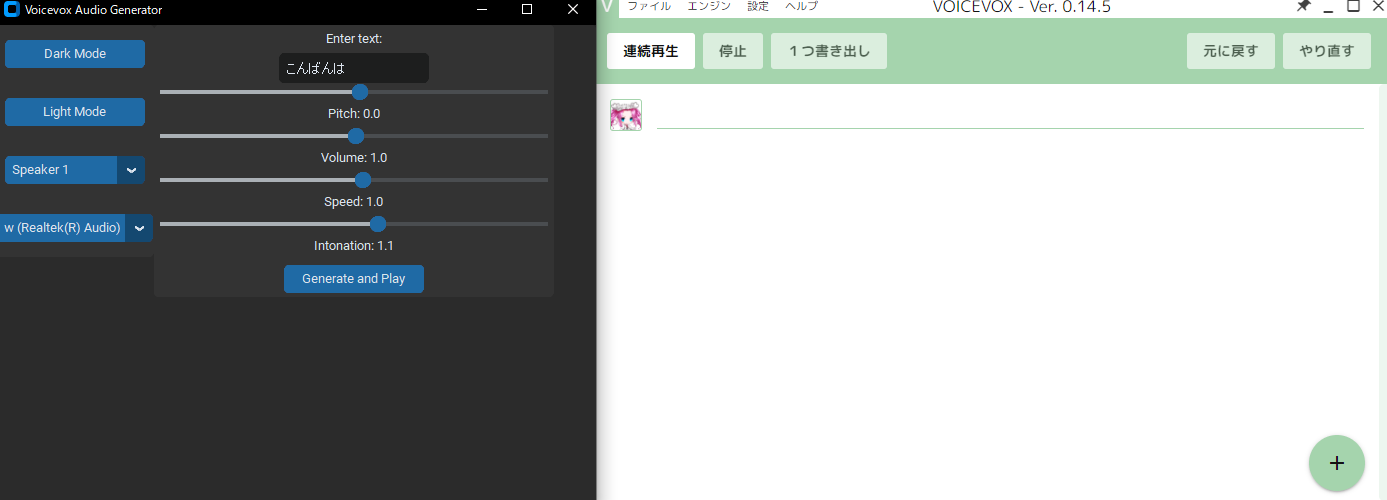 Voicevox Audio Generator
Dark Mode
Light Mode
Speaker 1
w (Realtek(R) Audio)
Enter text:
こんばんは
Pitch: 0.0
Volume: 1.0
Speed: 1.0
Intonation: 1.1
Generate and Play
V ファイル エンジン 設定 ヘルプ VOICEVOX - Ver. 0.14.5
連続再生 停止 1つ書き出し 元に戻す やり直す